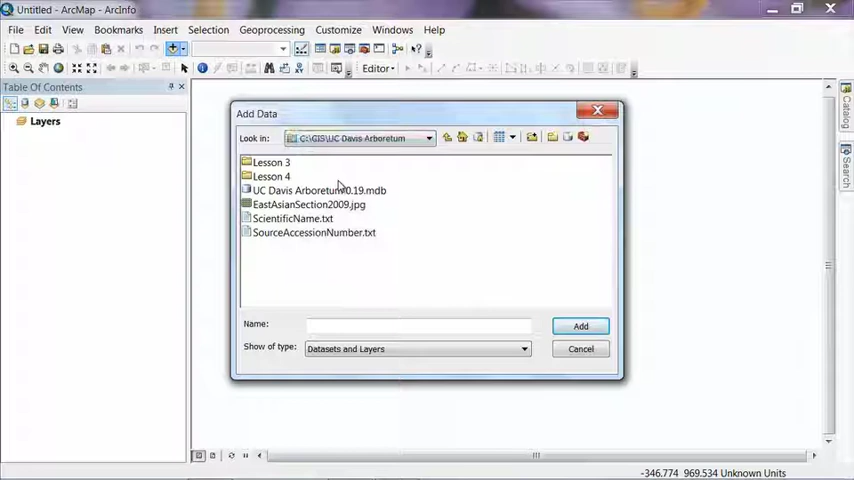 Untitled - ArcMap - ArcInfo
File Edit View Bookmarks Insert Selection Geoprocessing Customize Windows Help
Editor
Table Of Contents
Layers
Add Data
Look in: C:\GIS\UC Davis Arboretum
Lesson 3
Lesson 4
UC Davis Arboretum0.19.mdb
EastAsianSection2009.jpg
ScientificName.txt
SourceAccessionNumber.txt
Name: Add
Show of type: Datasets and Layers Cancel
Catalog
Search
-346.774 969.534 Unknown Units